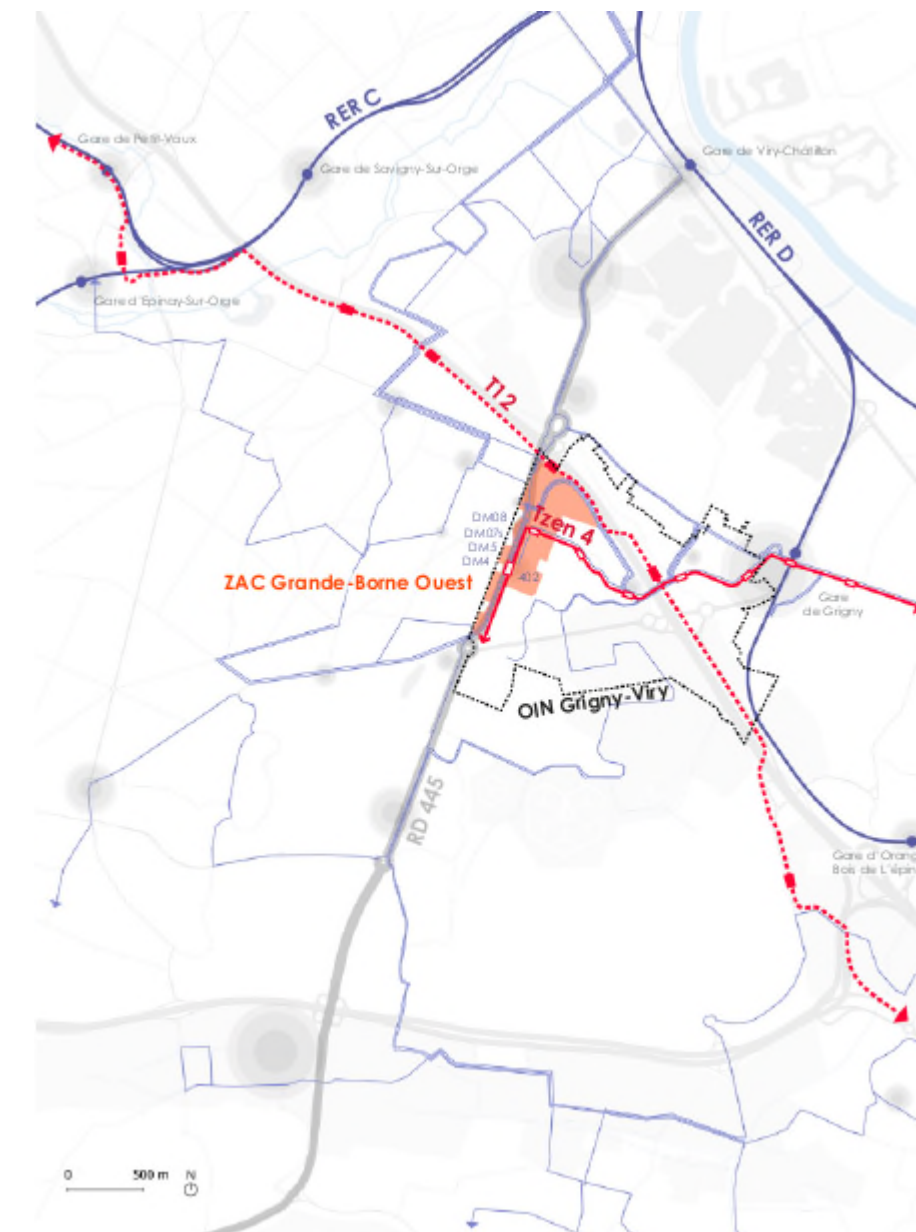 RER C
Gare de Petit-Vaux
Gare de Savigny-Sur-Orge
Gare de Viry-Châtillon
RER D
Gare d'Epinay-Sur-Orge
T12
DM08
DM07s
DM5
DM4
Tzen 4
402
ZAC Grande-Borne Ouest
Gare
de Grigny
OIN Grigny-Viry
RD 445
Gare d'Orang
Bois de L'épin
0 500 m N